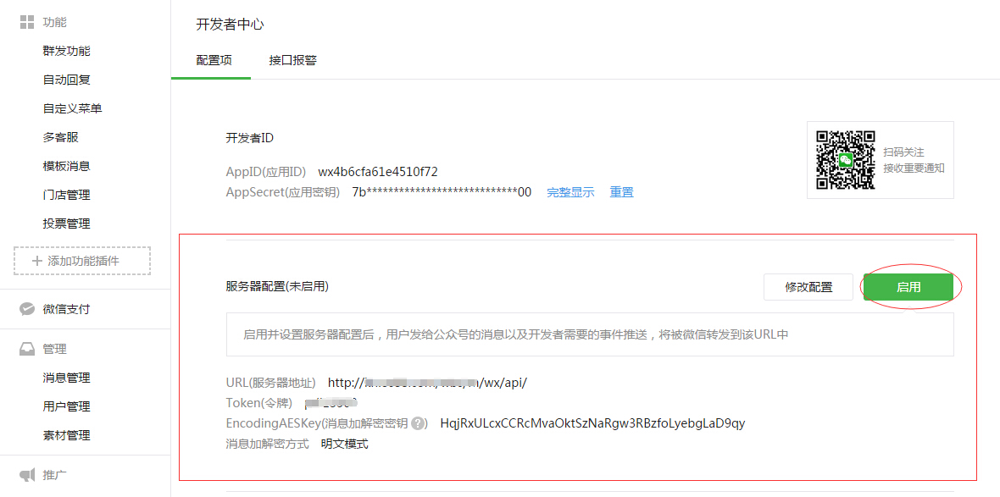 功能
群发功能
自动回复
自定义菜单
多客服
模板消息
门店管理
投票管理
添加功能插件
微信支付
管理
消息管理
用户管理
素材管理
推广
开发者中心
配置项 接口报警
开发者ID
AppID(应用ID) wx4b6cfa61e4510f72
AppSecret(应用密钥) 7b****************************00 完整显示 重置
扫码关注
接收重要通知
服务器配置(未启用) 修改配置 启用
启用并设置服务器配置后，用户发给公众号的消息以及开发者需要的事件推送，将被微信转发到该URL中
URL(服务器地址) http:// /wx/api/
Token(令牌)
EncodingAESKey(消息加解密密钥 ?) HqjRxULcxCCRcMvaOktSzNaRgw3RBzfoLyebgLaD9qy
消息加解密方式 明文模式